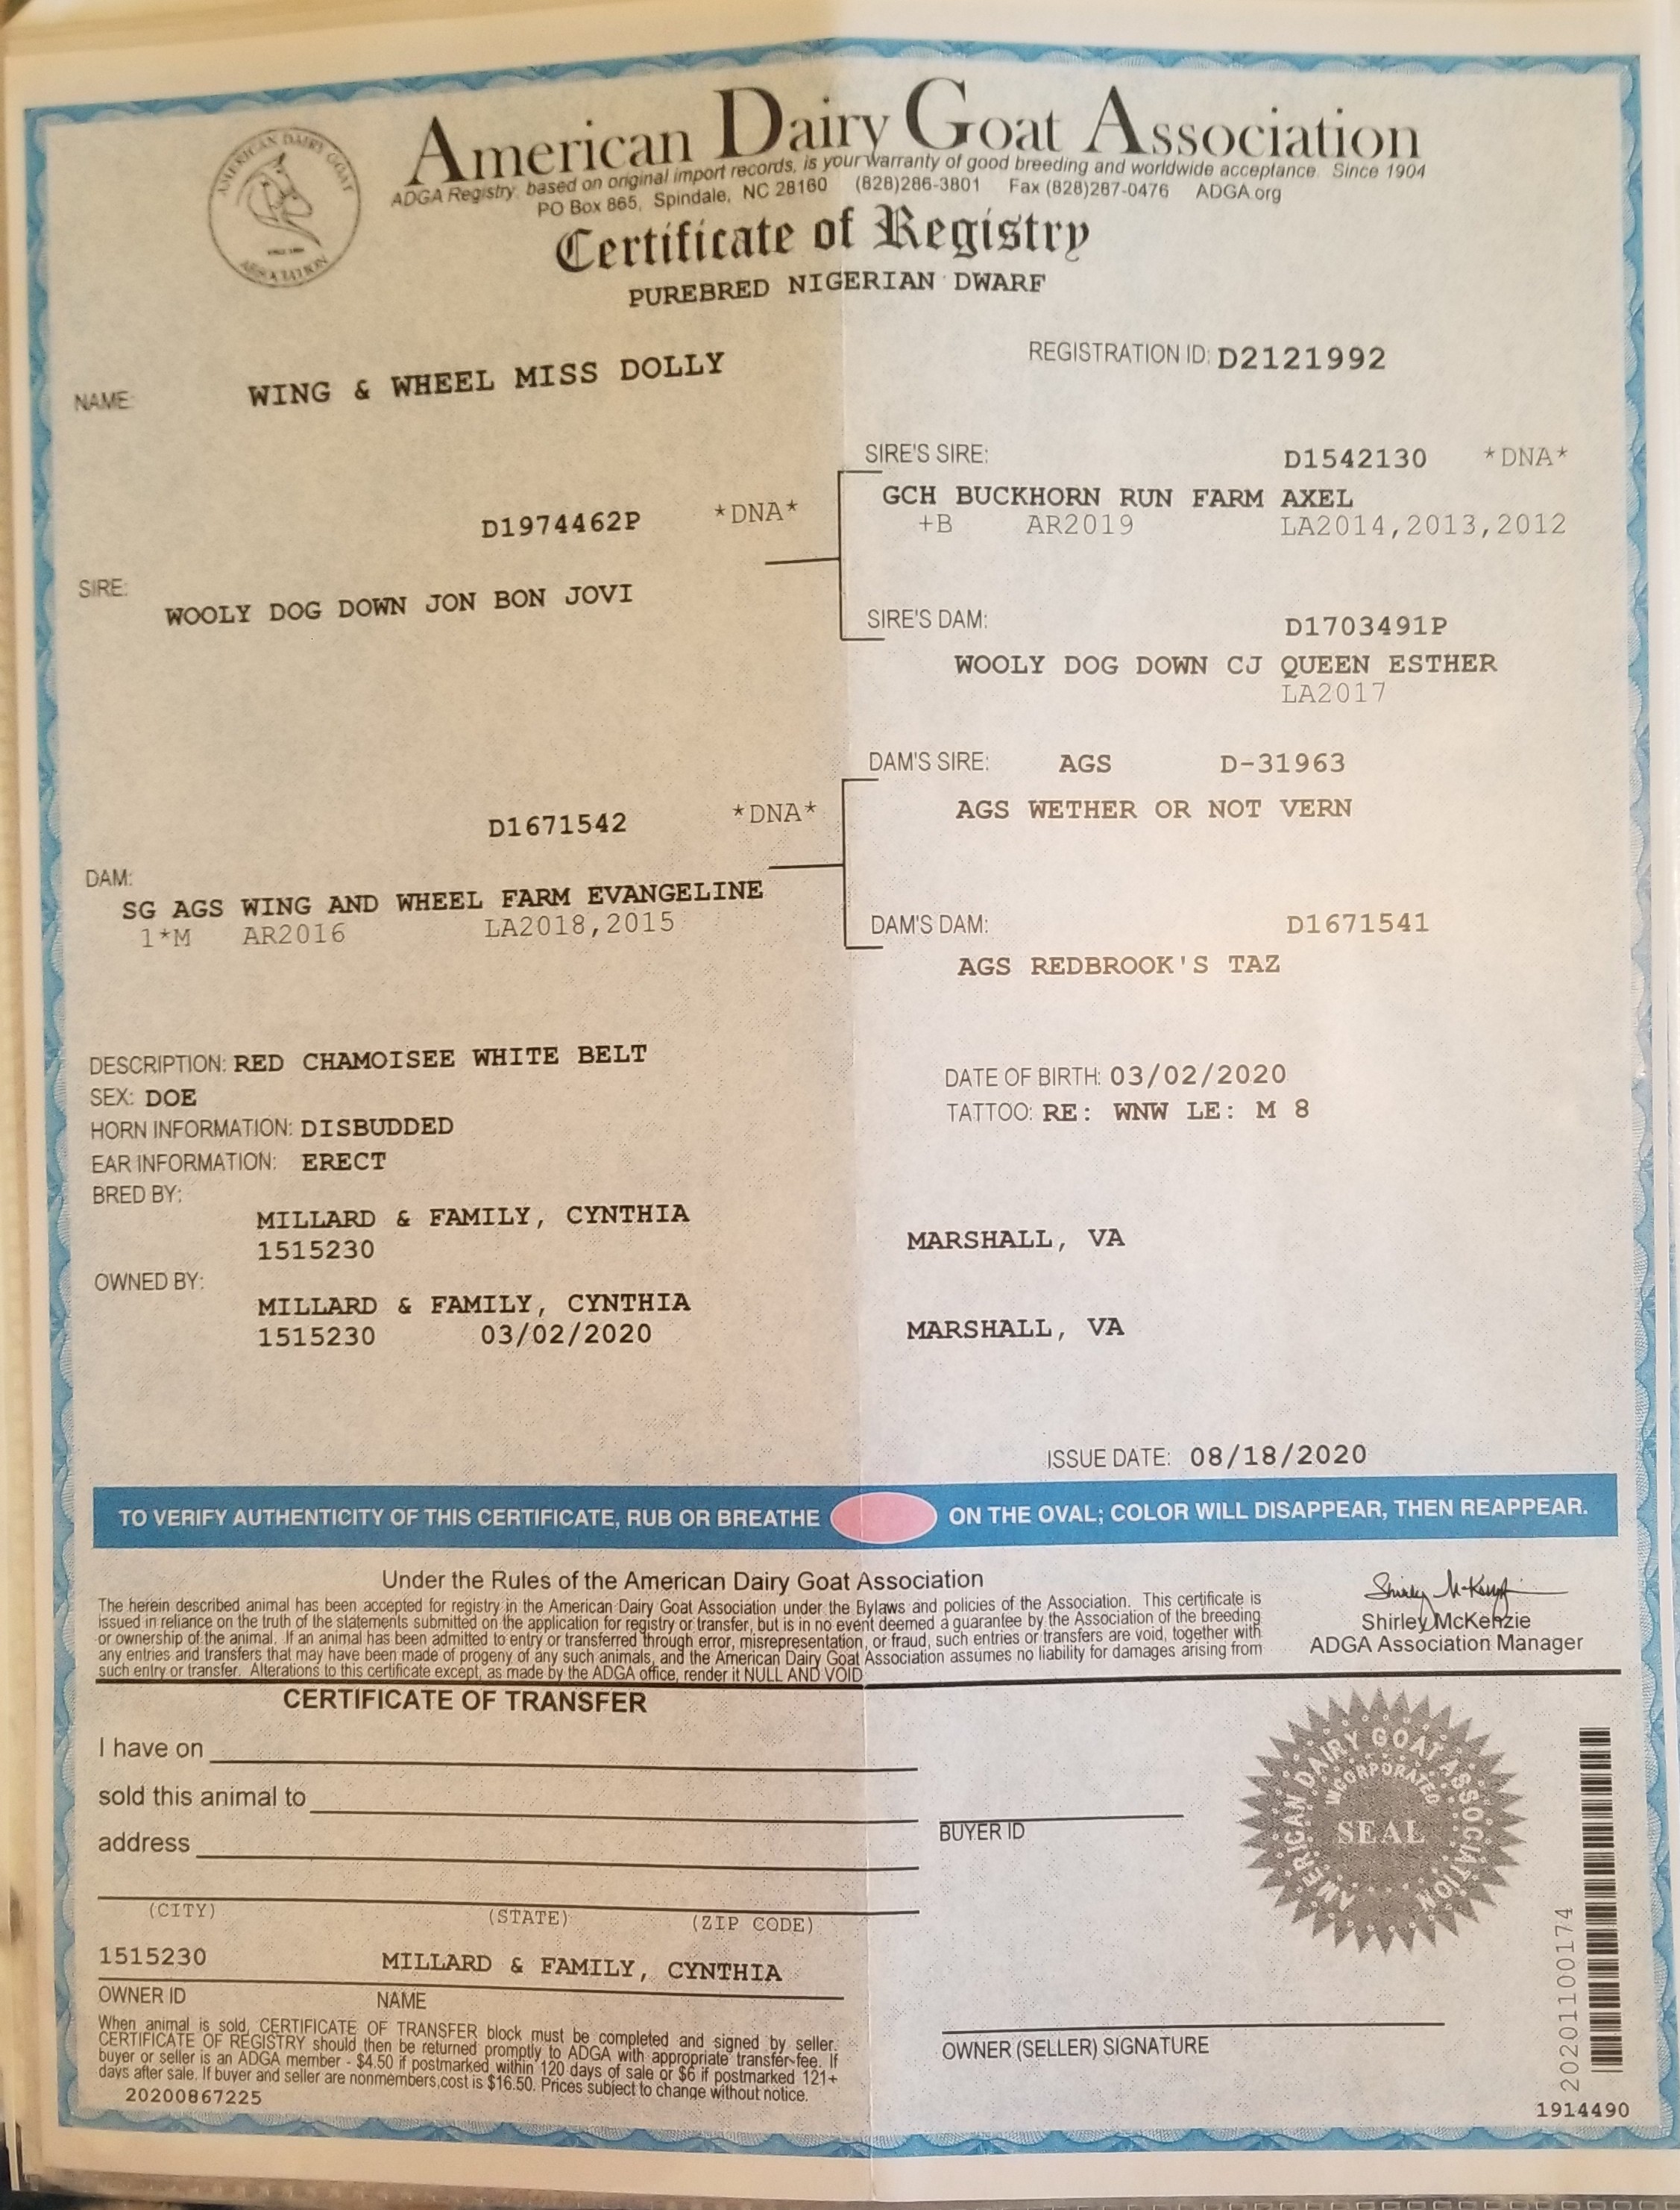 AMERICAN DAIRY GOAT
ASSOCIATION
American Dairy Goat Association
ADGA Registry, based on original import records, is your warranty of good breeding and worldwide acceptance. Since 1904
PO Box 865, Spindale, NC 28160 (828)286-3801 Fax (828)287-0476 ADGA.org
Certificate of Registry
PUREBRED NIGERIAN DWARF
REGISTRATION ID: D2121992
NAME: WING & WHEEL MISS DOLLY
SIRE'S SIRE: D1542130 *DNA*
GCH BUCKHORN RUN FARM AXEL
+B AR2019 LA2014,2013,2012
D1974462P *DNA*
SIRE:
WOOLY DOG DOWN JON BON JOVI
SIRE'S DAM: D1703491P
WOOLY DOG DOWN CJ QUEEN ESTHER
LA2017
DAM'S SIRE: AGS D-31963
AGS WETHER OR NOT VERN
D1671542 *DNA*
DAM:
SG AGS WING AND WHEEL FARM EVANGELINE
1*M AR2016 LA2018,2015
DAM'S DAM: D1671541
AGS REDBROOK'S TAZ
DESCRIPTION: RED CHAMOISEE WHITE BELT
SEX: DOE
HORN INFORMATION: DISBUDDED
EAR INFORMATION: ERECT
DATE OF BIRTH: 03/02/2020
TATTOO: RE: WNW LE: M 8
BRED BY:
MILLARD & FAMILY, CYNTHIA
1515230
MARSHALL, VA
OWNED BY:
MILLARD & FAMILY, CYNTHIA
1515230 03/02/2020
MARSHALL, VA
ISSUE DATE: 08/18/2020
TO VERIFY AUTHENTICITY OF THIS CERTIFICATE, RUB OR BREATHE ON THE OVAL; COLOR WILL DISAPPEAR, THEN REAPPEAR.
Under the Rules of the American Dairy Goat Association
The herein described animal has been accepted for registry in the American Dairy Goat Association under the Bylaws and policies of the Association. This certificate is
issued in reliance on the truth of the statements submitted on the application for registry or transfer, but is in no event deemed a guarantee by the Association of the breeding
or ownership of the animal. If an animal has been admitted to entry or transferred through error, misrepresentation, or fraud, such entries or transfers are void, together with
any entries and transfers that may have been made of progeny of any such animals, and the American Dairy Goat Association assumes no liability for damages arising from
such entry or transfer. Alterations to this certificate except, as made by the ADGA office, render it NULL AND VOID
Shirley McKenzie
Shirley McKenzie
ADGA Association Manager
CERTIFICATE OF TRANSFER
I have on
sold this animal to
address
(CITY) (STATE) (ZIP CODE)
BUYER ID
AMERICAN DAIRY GOAT ASSOCIATION
INCORPORATED
SEAL
1515230 MILLARD & FAMILY, CYNTHIA
OWNER ID NAME
OWNER (SELLER) SIGNATURE
When animal is sold, CERTIFICATE OF TRANSFER block must be completed and signed by seller.
CERTIFICATE OF REGISTRY should then be returned promptly to ADGA with appropriate transfer fee. If
buyer or seller is an ADGA member - $4.50 if postmarked within 120 days of sale or $6 if postmarked 121+
days after sale. If buyer and seller are nonmembers,cost is $16.50. Prices subject to change without notice.
20200867225
20201100174
1914490